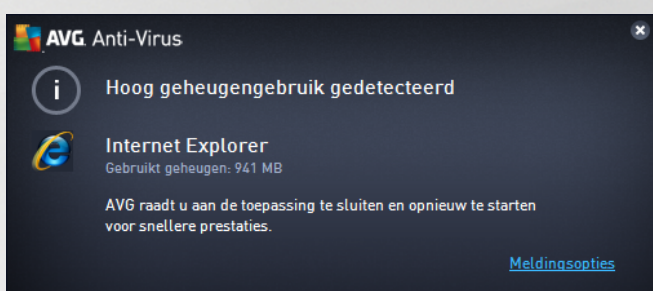 AVG Anti-Virus
Hoog geheugengebruik gedetecteerd
Internet Explorer
Gebruikt geheugen: 941 MB
AVG raadt u aan de toepassing te sluiten en opnieuw te starten
voor snellere prestaties.
Meldingsopties